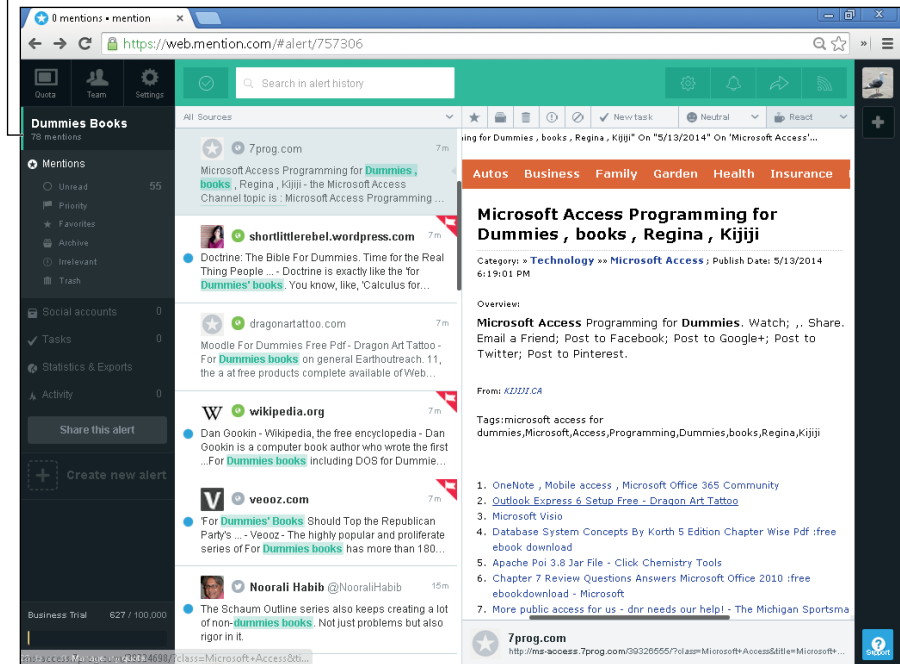 0 mentions • mention
https://web.mention.com/#alert/757306
Quota
Team
Settings
Search in alert history
Dummies Books
78 mentions
Mentions
Unread 55
Priority
Favorites
Archive
Irrelevant
Trash
Social accounts 0
Tasks 0
Statistics & Exports
Activity 0
Share this alert
Create new alert
Business Trial 627 / 100,000
All Sources
7prog.com 7m
Microsoft Access Programming for Dummies ,
books , Regina , Kijiji - the Microsoft Access
Channel topic is : Microsoft Access Programming ...
shortlittlerebel.wordpress.com 7m
Doctrine: The Bible For Dummies. Time for the Real
Thing People ... - Doctrine is exactly like the 'for
Dummies' books. You know, like, 'Calculus for...
dragonartattoo.com 7m
Moodle For Dummies Free Pdf - Dragon Art Tattoo -
For Dummies books on general Earthoutreach. 11,
the a at free products complete available of Web...
W wikipedia.org 7m
Dan Gookin - Wikipedia, the free encyclopedia - Dan
Gookin is a computer book author who wrote the first
...For Dummies books including DOS for Dummie...
V veooz.com 7m
'For Dummies' Books Should Top the Republican
Party's ... - Veooz - The highly popular and proliferate
series of For Dummies books has more than 180...
Noorali Habib @NooraliHabib 15m
The Schaum Outline series also keeps creating a lot
of non-dummies books. Not just problems but also
rigor in it.
New task
Neutral
React
ing for Dummies , books , Regina , Kijiji" On "5/13/2014" On 'Microsoft Access'...
Autos Business Family Garden Health Insurance
Microsoft Access Programming for
Dummies , books , Regina , Kijiji
Category: » Technology »» Microsoft Access ; Publish Date: 5/13/2014
6:19:01 PM
Overview:
Microsoft Access Programming for Dummies. Watch; ,. Share.
Email a Friend; Post to Facebook; Post to Google+; Post to
Twitter; Post to Pinterest.
From: KIJIJI.CA
Tags:microsoft access for
dummies,Microsoft,Access,Programming,Dummies,books,Regina,Kijiji
1. OneNote , Mobile access , Microsoft Office 365 Community
2. Outlook Express 6 Setup Free - Dragon Art Tattoo
3. Microsoft Visio
4. Database System Concepts By Korth 5 Edition Chapter Wise Pdf :free
ebook download
5. Apache Poi 3.8 Jar File - Click Chemistry Tools
6. Chapter 7 Review Questions Answers Microsoft Office 2010 :free
ebookdownload - Microsoft
7. More public access for us - dnr needs our help! - The Michigan Sportsma
7prog.com
http://ms-access.7prog.com/39326555/?class=Microsoft+Access&title=Microsoft+...
Support